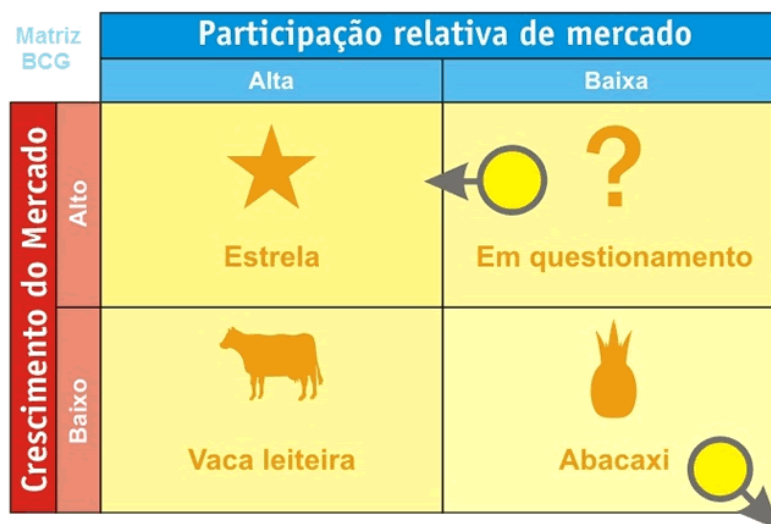 Matriz
BCG
Participação relativa de mercado
Alta
Baixa
Crescimento do Mercado
Alto
?
Estrela
Em questionamento
Baixo
Vaca leiteira
Abacaxi